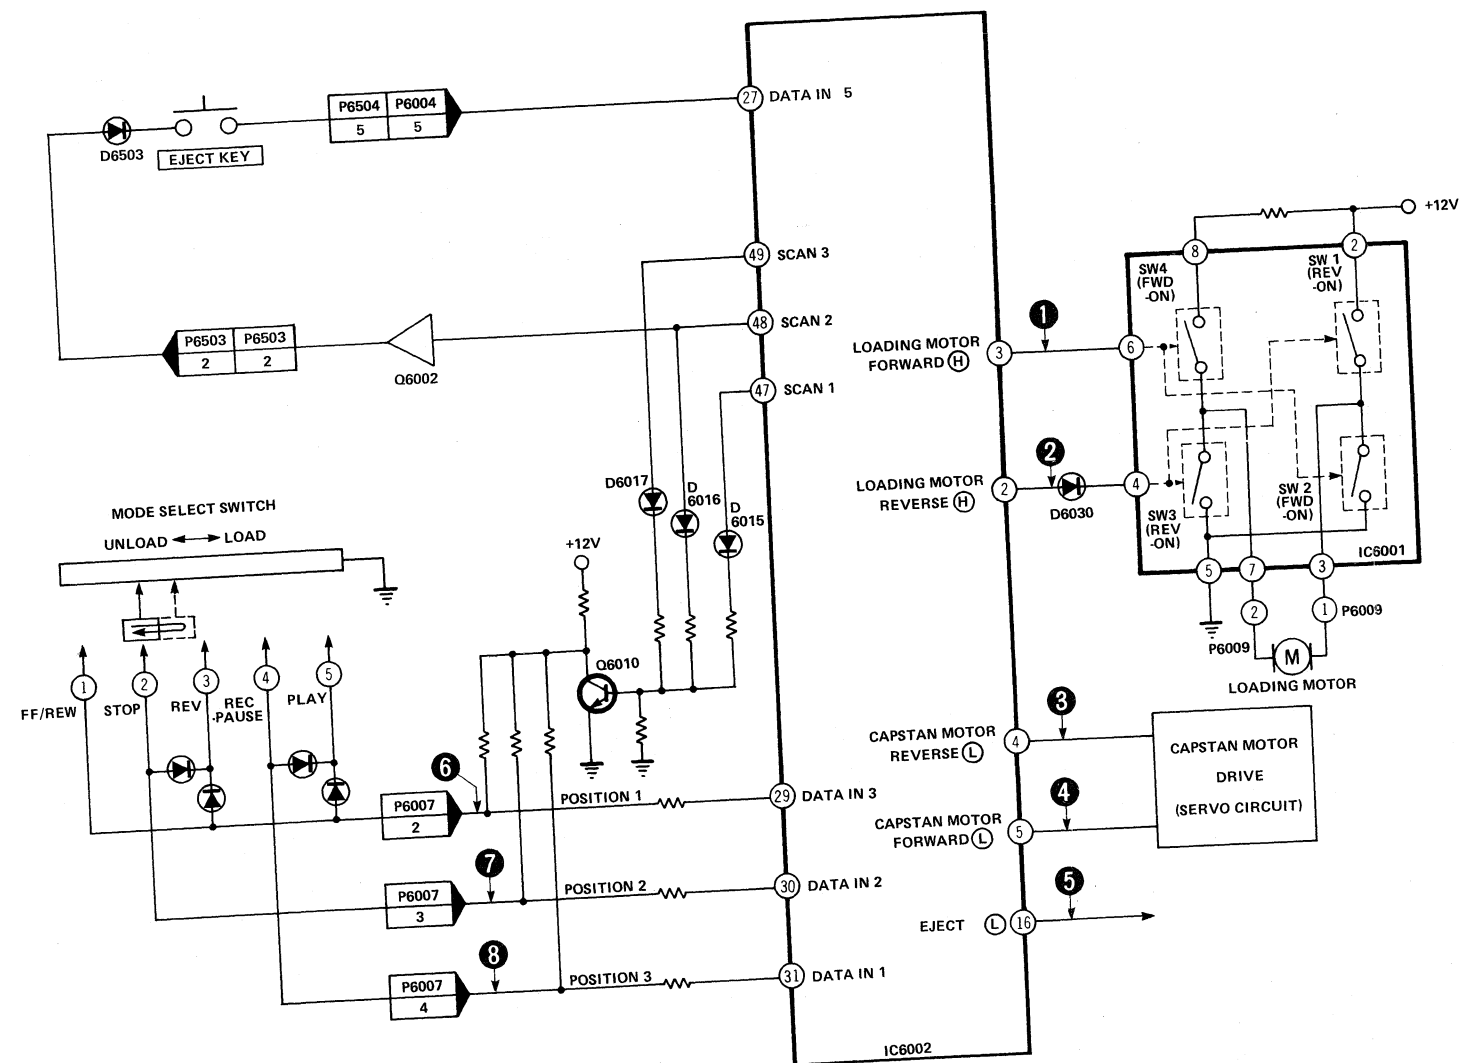 P6504 P6004
5 5
27 DATA IN 5
D6503
EJECT KEY
+12V
49 SCAN 3
8
2
SW4
(FWD
-ON)
SW 1
(REV
-ON)
P6503 P6503
2 2
Q6002
48 SCAN 2
1
LOADING MOTOR
FORWARD H
3
6
47 SCAN 1
MODE SELECT SWITCH
UNLOAD LOAD
D6017
D
6016
D
6015
2
LOADING MOTOR
REVERSE H
2
D6030
4
SW3
(REV
-ON)
SW 2
(FWD
-ON)
IC6001
5
7
3
+12V
2
1
P6009
P6009
M
LOADING MOTOR
Q6010
1
2
3
4
5
FF/REW
STOP
REV
REC
-PAUSE
PLAY
3
CAPSTAN MOTOR
REVERSE L
4
CAPSTAN MOTOR
DRIVE
(SERVO CIRCUIT)
6
P6007
2
POSITION 1
29 DATA IN 3
4
CAPSTAN MOTOR
FORWARD L
5
7
P6007
3
POSITION 2
30 DATA IN 2
5
EJECT L 16
8
P6007
4
POSITION 3
31 DATA IN 1
IC6002